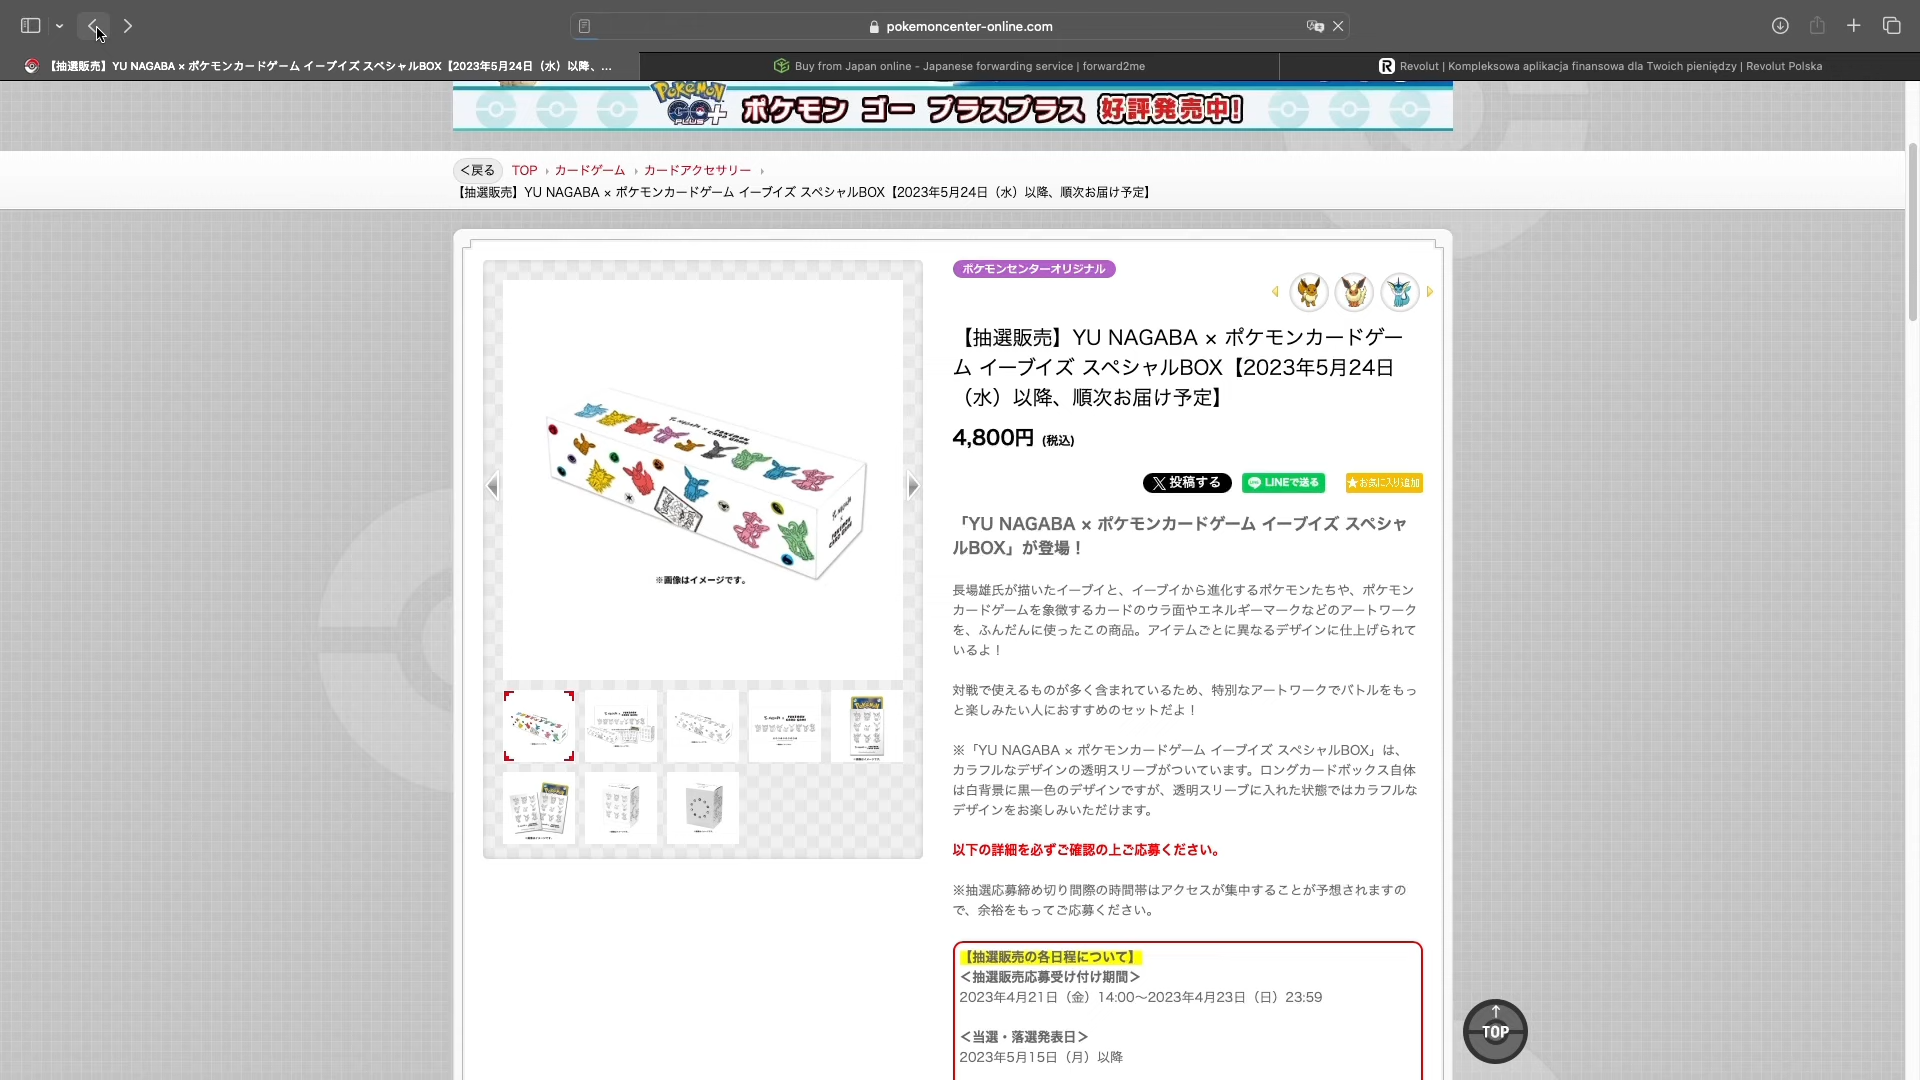 pokemoncenter-online.com
【抽選販売】YU NAGABA × ポケモンカードゲーム イーブイズ スペシャルBOX【2023年5月24日（水）以降、...
Buy from Japan online - Japanese forwarding service | forward2me
Revolut | Kompleksowa aplikacja finansowa dla Twoich pieniędzy | Revolut Polska
Pokémon GO Plus+ ポケモン ゴー プラスプラス 好評発売中!
＜戻る TOP カードゲーム カードアクセサリー
【抽選販売】YU NAGABA × ポケモンカードゲーム イーブイズ スペシャルBOX【2023年5月24日（水）以降、順次お届け予定】
ポケモンセンターオリジナル
【抽選販売】YU NAGABA × ポケモンカードゲー
ム イーブイズ スペシャルBOX【2023年5月24日
（水）以降、順次お届け予定】
4,800円 (税込)
投稿する LINEで送る ★お気に入り追加
※画像はイメージです。
「YU NAGABA × ポケモンカードゲーム イーブイズ スペシャ
ルBOX」が登場！
長場雄氏が描いたイーブイと、イーブイから進化するポケモンたちや、ポケモン
カードゲームを象徴するカードのウラ面やエネルギーマークなどのアートワーク
を、ふんだんに使ったこの商品。アイテムごとに異なるデザインに仕上げられて
いるよ！
対戦で使えるものが多く含まれているため、特別なアートワークでバトルをもっ
と楽しみたい人におすすめのセットだよ！
※「YU NAGABA × ポケモンカードゲーム イーブイズ スペシャルBOX」は、
カラフルなデザインの透明スリーブがついています。ロングカードボックス自体
は白背景に黒一色のデザインですが、透明スリーブに入れた状態ではカラフルな
デザインをお楽しみいただけます。
以下の詳細を必ずご確認の上ご応募ください。
※抽選応募締め切り間際の時間帯はアクセスが集中することが予想されますの
で、余裕をもってご応募ください。
【抽選販売の各日程について】
＜抽選販売応募受け付け期間＞
2023年4月21日（金）14:00〜2023年4月23日（日）23:59
＜当選・落選発表日＞
2023年5月15日（月）以降
TOP